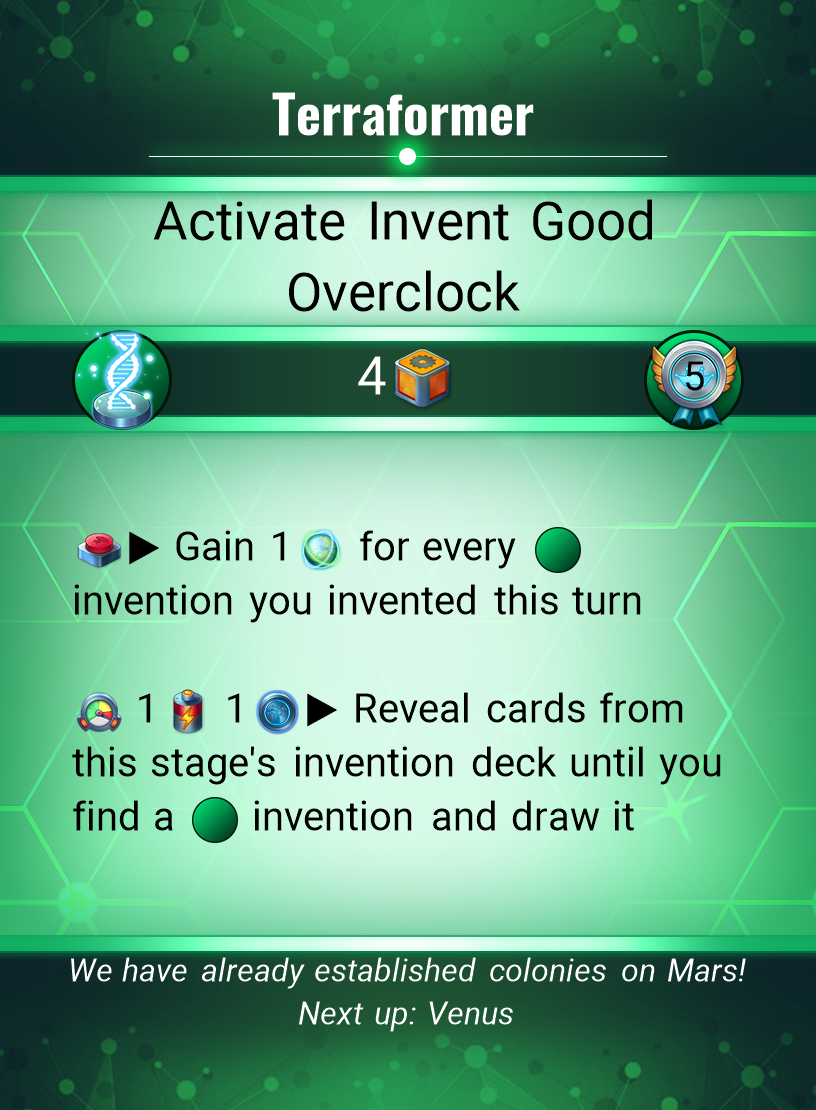 Terraformer
Activate Invent Good
Overclock
4
5
▶ Gain 1 for every
invention you invented this turn
1 1 ▶ Reveal cards from
this stage's invention deck until you
find a invention and draw it
We have already established colonies on Mars!
Next up: Venus